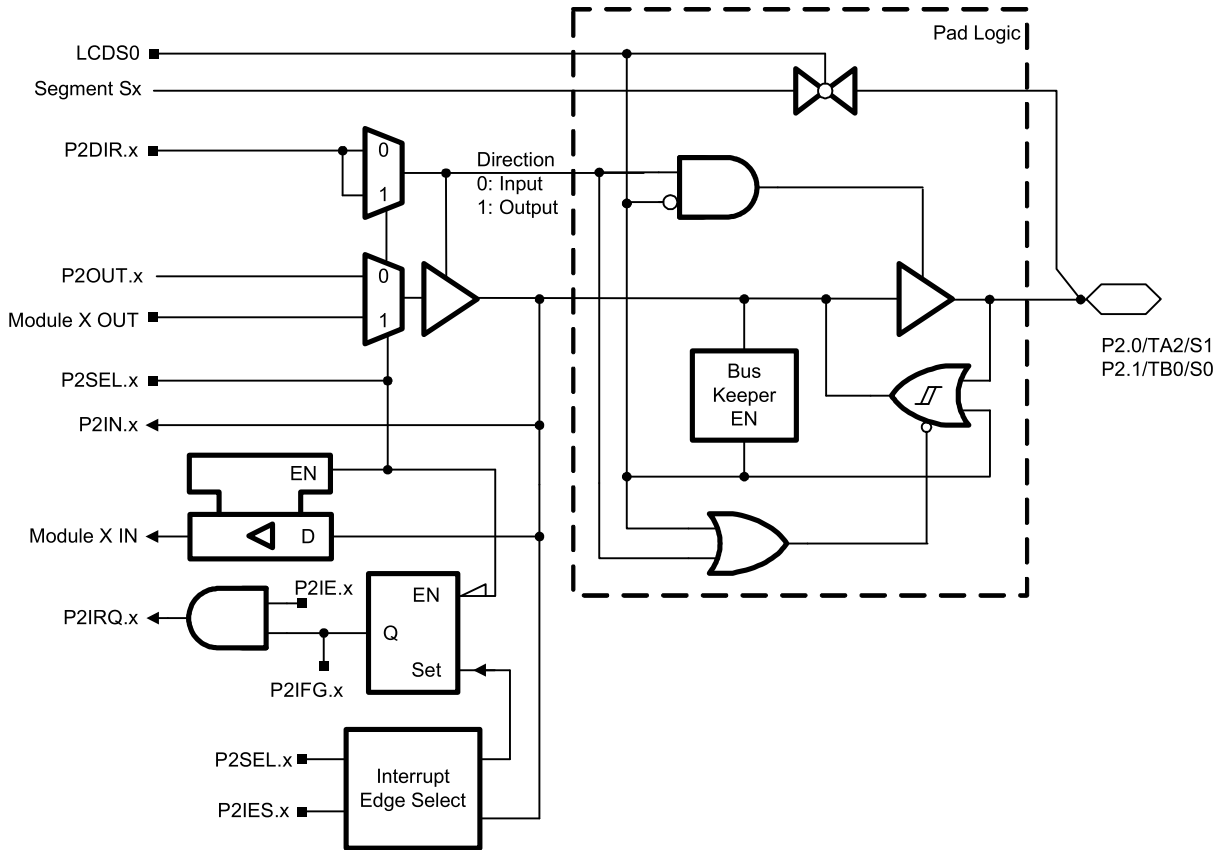 Pad Logic
LCDS0
Segment Sx
P2DIR.x
0
1
Direction
0: Input
1: Output
P2OUT.x
0
Module X OUT
1
P2SEL.x
P2IN.x
Bus
Keeper
EN
P2.0/TA2/S1
P2.1/TB0/S0
EN
Module X IN
D
P2IE.x
EN
P2IRQ.x
Q
Set
P2IFG.x
P2SEL.x
Interrupt
Edge Select
P2IES.x